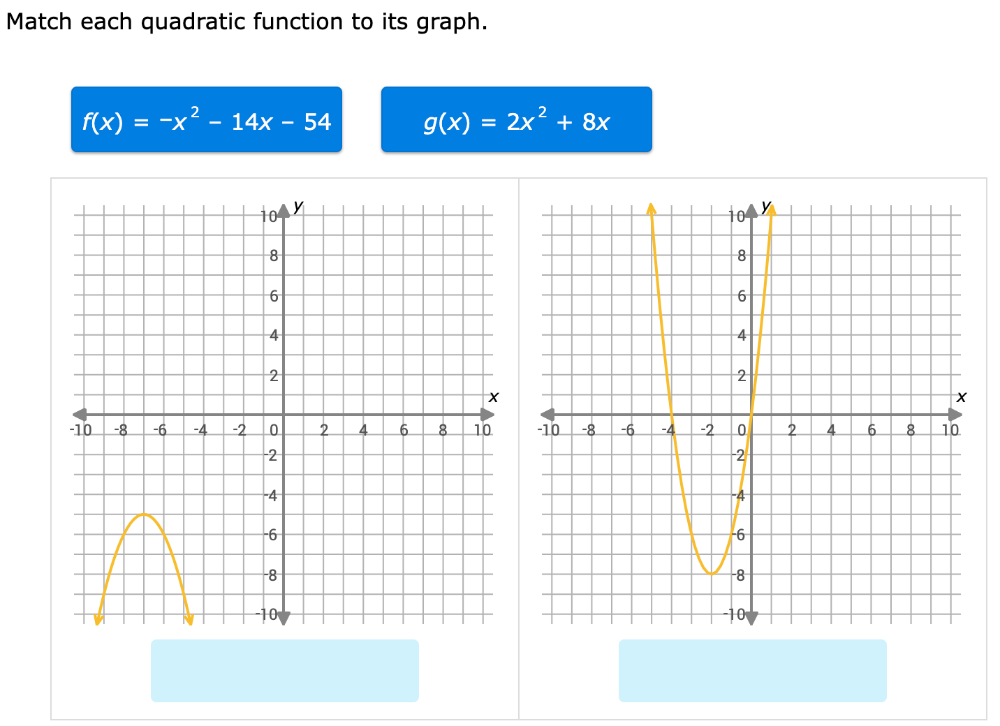 Match each quadratic function to its graph.
f(x) = −x² − 14x − 54
g(x) = 2x² + 8x
y
10
8
6
4
2
x
-10 -8 -6 -4 -2 0 2 4 6 8 10
-2
-4
-6
-8
-10
y
10
8
6
4
2
x
-10 -8 -6 -4 -2 0 2 4 6 8 10
-2
-4
-6
-8
-10